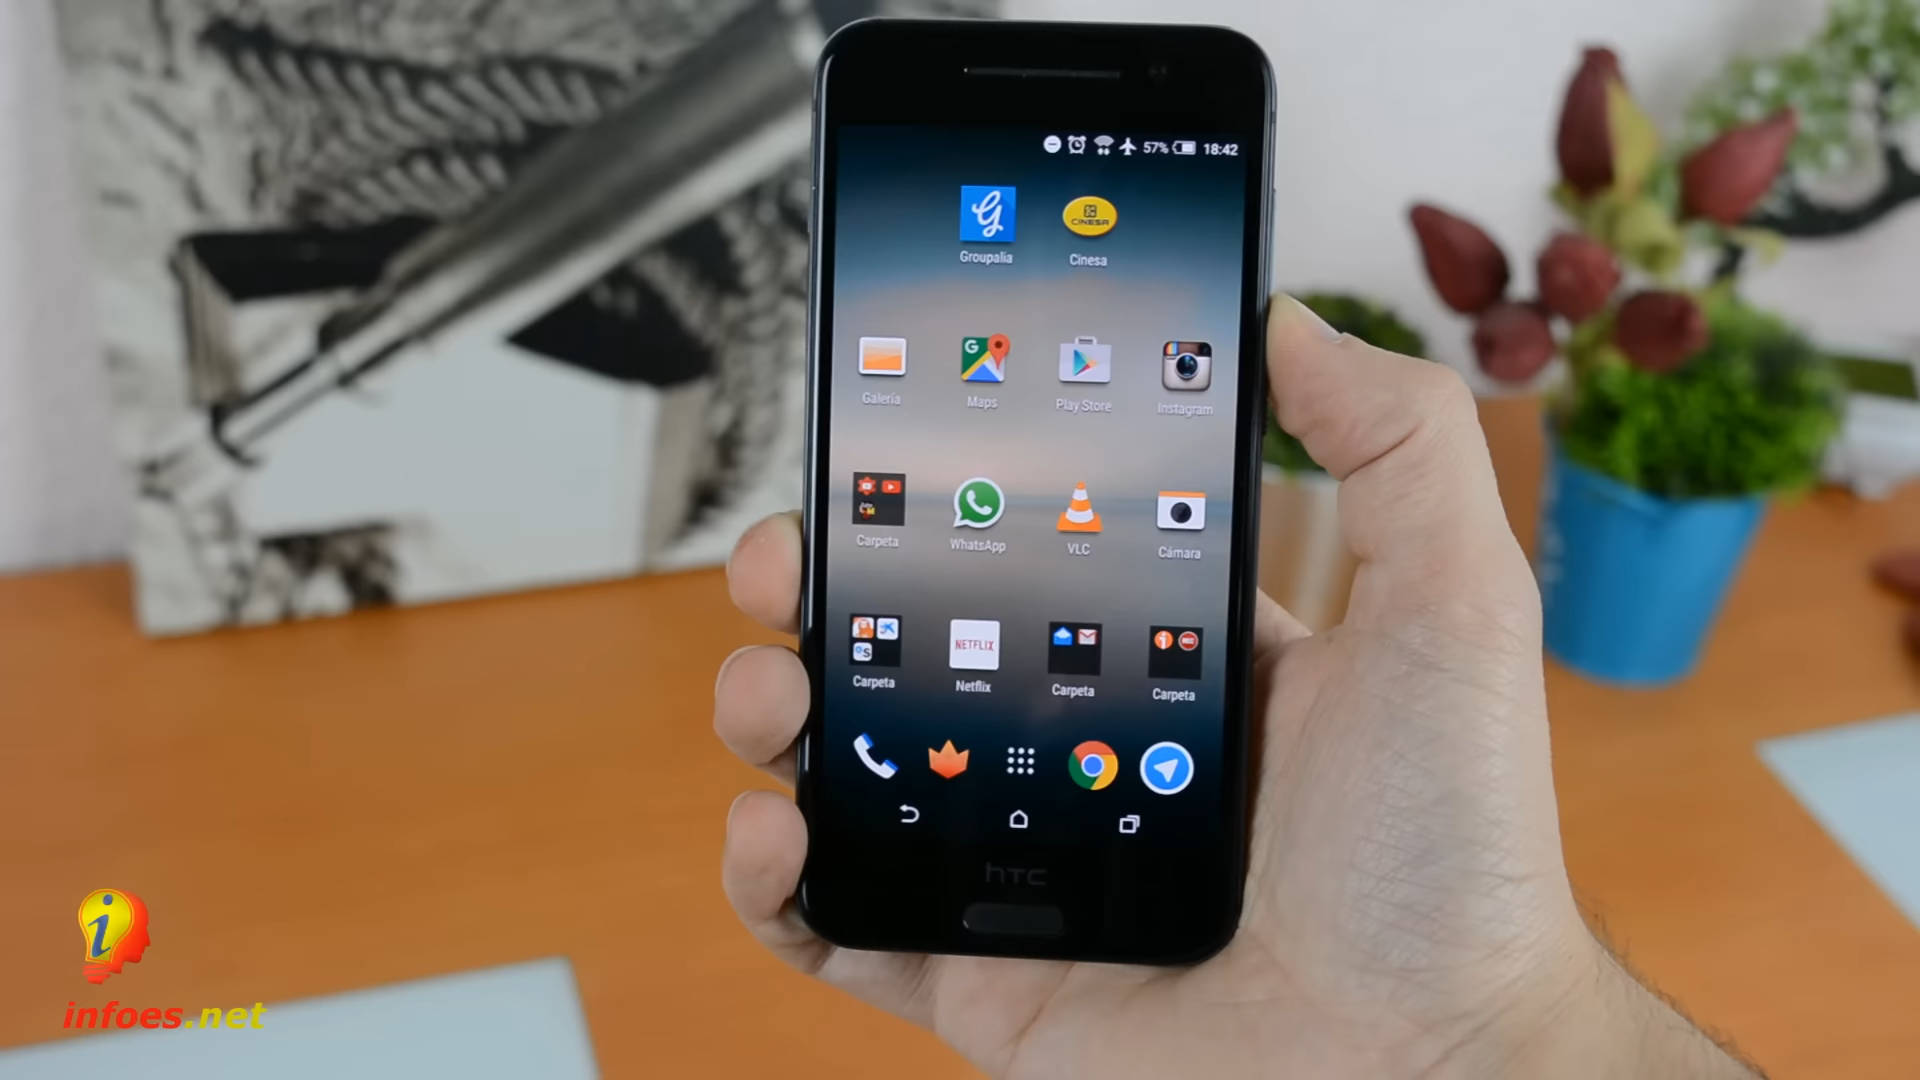 57% 18:42
Groupalia
CINESA
Cinesa
G
Galería
Maps
Play Store
Instagram
Carpeta
WhatsApp
VLC
Cámara
NETFLIX
Carpeta
Netflix
Carpeta
Carpeta
hTC
infoes.net